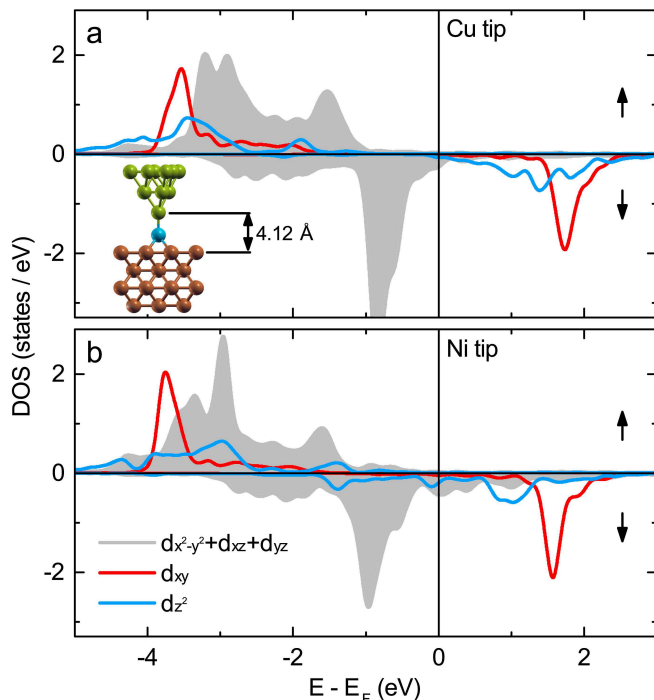 a
Cu tip
2
0
-2
4.12 Å
DOS (states / eV)
b
Ni tip
2
0
-2
dx²-y²+dxz+dyz
dxy
dz²
-4 -2 0 2
E - EF (eV)